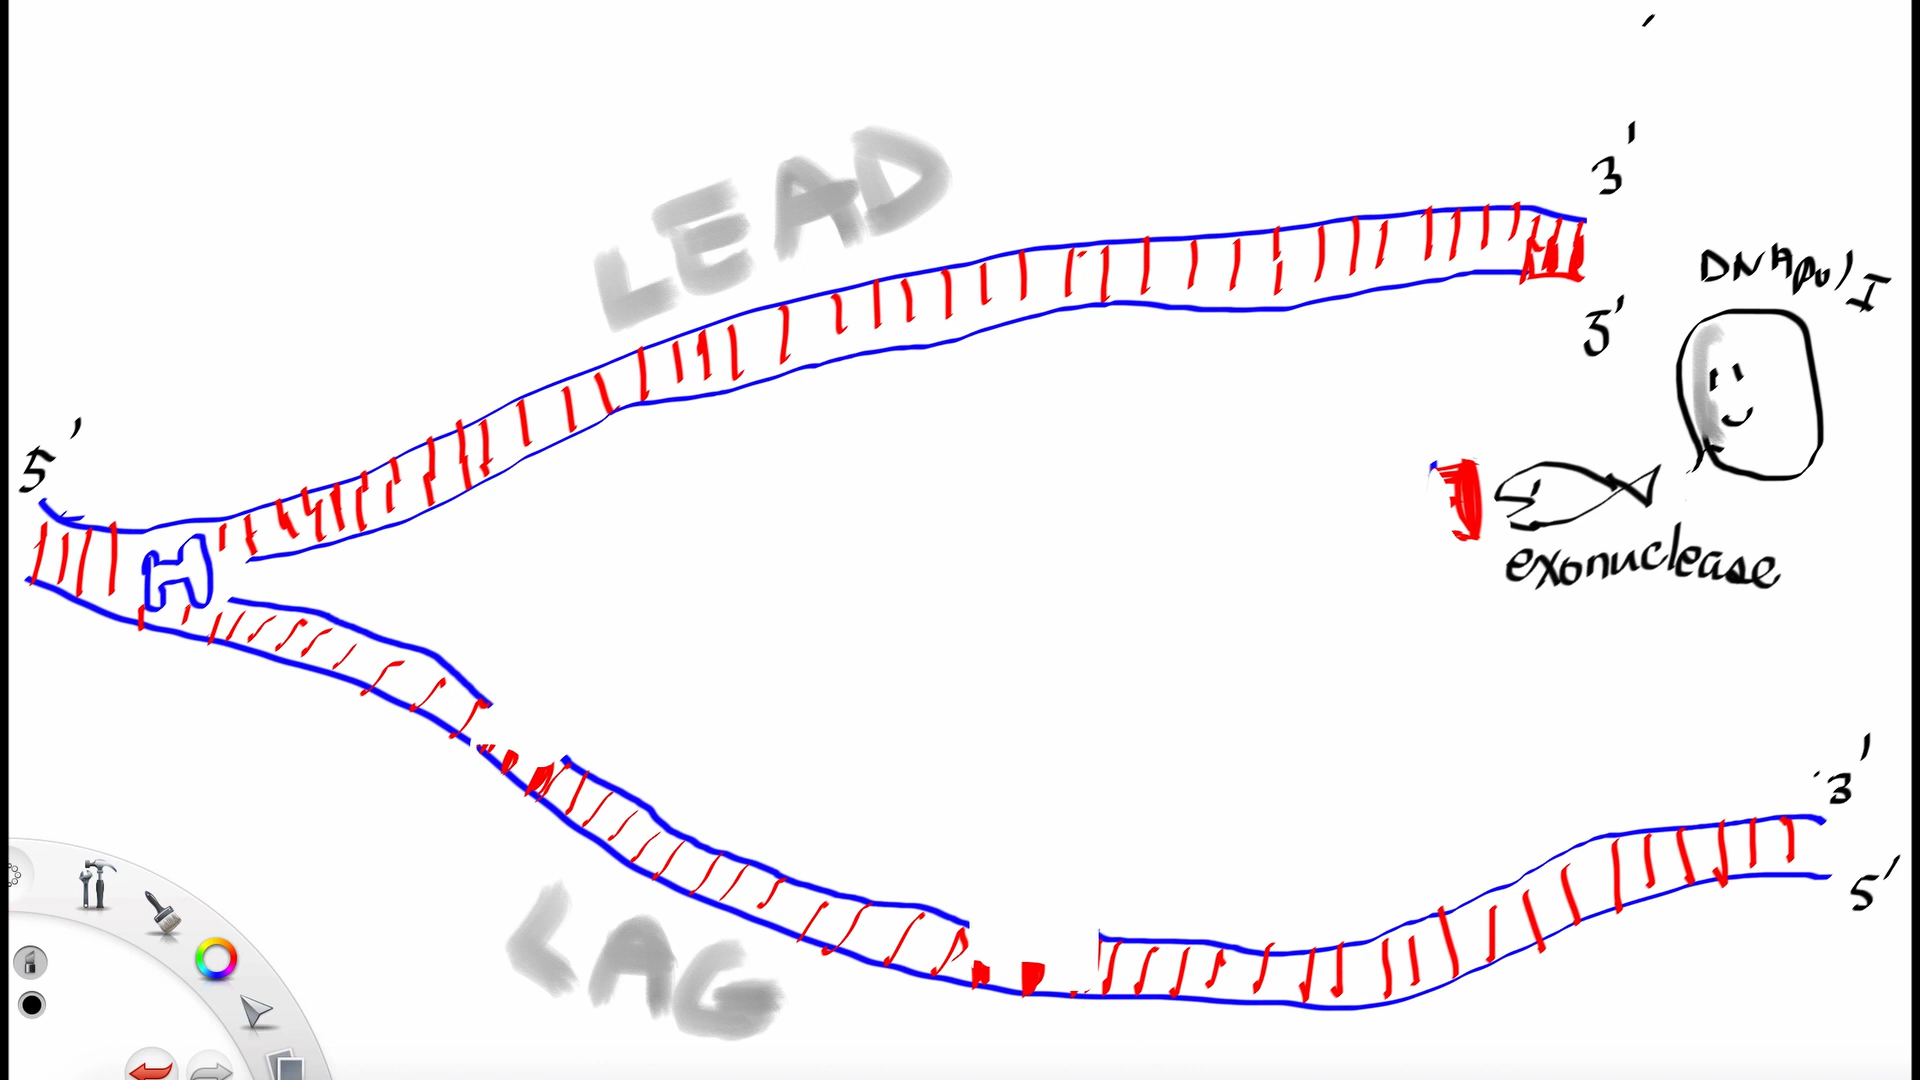 LEAD
3'
DNA pol I
5'
5'
H
exonuclease
3'
5'
LAG